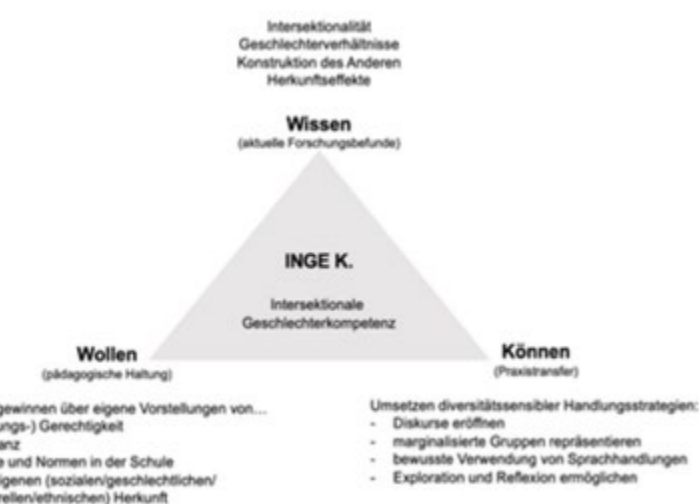 Intersektionalität
Geschlechterverhältnisse
Konstruktion des Anderen
Herkunftseffekte
Wissen
(aktuelle Forschungsbefunde)
INGE K.
Intersektionale
Geschlechterkompetenz
Wollen
(pädagogische Haltung)
gewinnen über eigene Vorstellungen von...
Gerechtigkeit
und Normen in der Schule
(sozialen/geschlechtlichen/
Herkunft
Können
(Praxistransfer)
Umsetzen diversitätssensibler Handlungsstrategien:
- Diskurse eröffnen
- marginalisierte Gruppen repräsentieren
- bewusste Verwendung von Sprachhandlungen
- Exploration und Reflexion ermöglichen